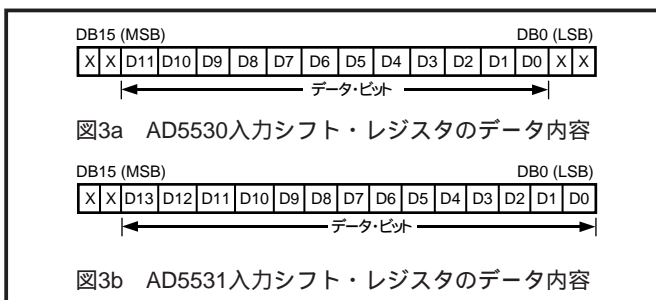 DB15 (MSB) DB0 (LSB)
X X D11 D10 D9 D8 D7 D6 D5 D4 D3 D2 D1 D0 X X
データ・ビット
図3a AD5530入力シフト・レジスタのデータ内容
DB15 (MSB) DB0 (LSB)
X X D13 D12 D11 D10 D9 D8 D7 D6 D5 D4 D3 D2 D1 D0
データ・ビット
図3b AD5531入力シフト・レジスタのデータ内容